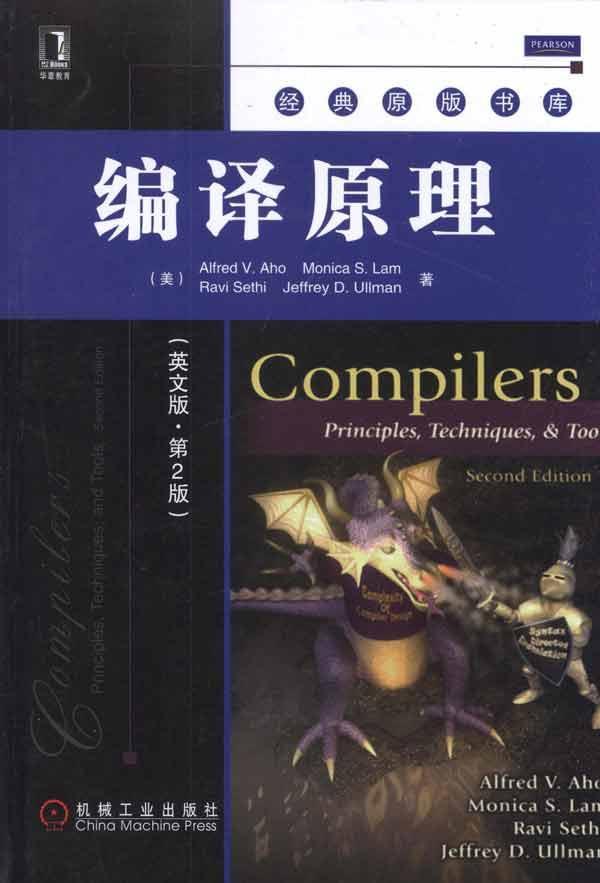 华章教育
PEARSON
经典原版书库
编译原理
(美)
Alfred V. Aho Monica S. Lam
Ravi Sethi Jeffrey D. Ullman
著
(英文版·第2版)
Compilers
Principles, Techniques, and Tools Second Edition
Compilers
Principles, Techniques, & Too
Second Edition
Complexity
Of
Compiler Design
Syntax
Directed
Translation
Alfred V. Aho
Monica S. Lam
Ravi Sethi
Jeffrey D. Ullman
机械工业出版社
China Machine Press